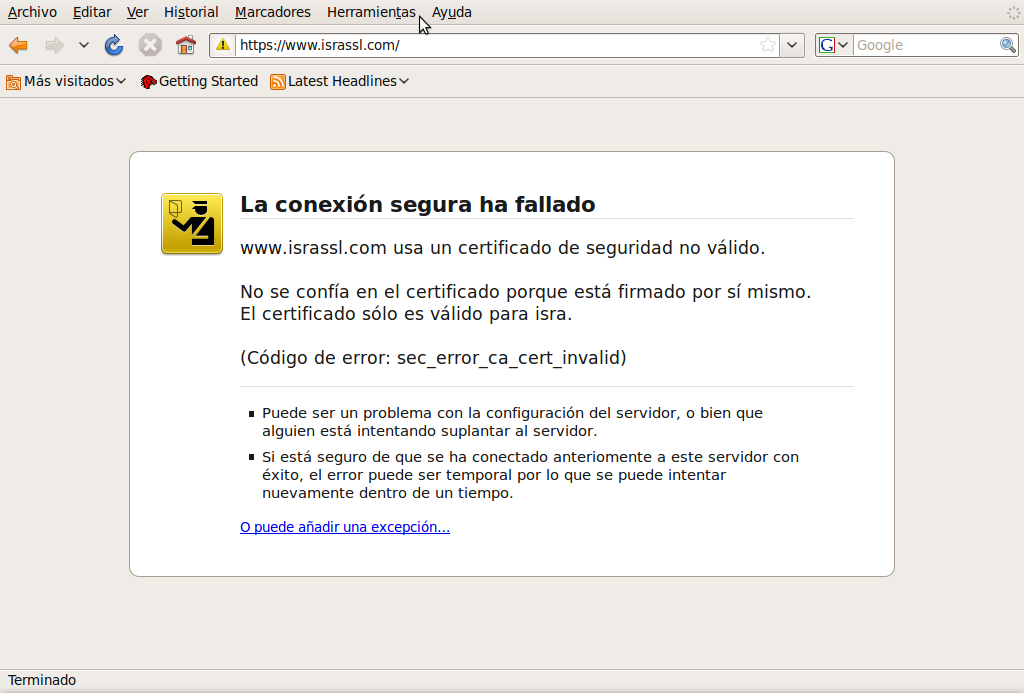 Archivo Editar Ver Historial Marcadores Herramientas Ayuda
https://www.israssl.com/ G Google
Más visitados Getting Started Latest Headlines
La conexión segura ha fallado
www.israssl.com usa un certificado de seguridad no válido.
No se confía en el certificado porque está firmado por sí mismo.
El certificado sólo es válido para isra.
(Código de error: sec_error_ca_cert_invalid)
Puede ser un problema con la configuración del servidor, o bien que
alguien está intentando suplantar al servidor.
Si está seguro de que se ha conectado anteriomente a este servidor con
éxito, el error puede ser temporal por lo que se puede intentar
nuevamente dentro de un tiempo.
O puede añadir una excepción...
Terminado